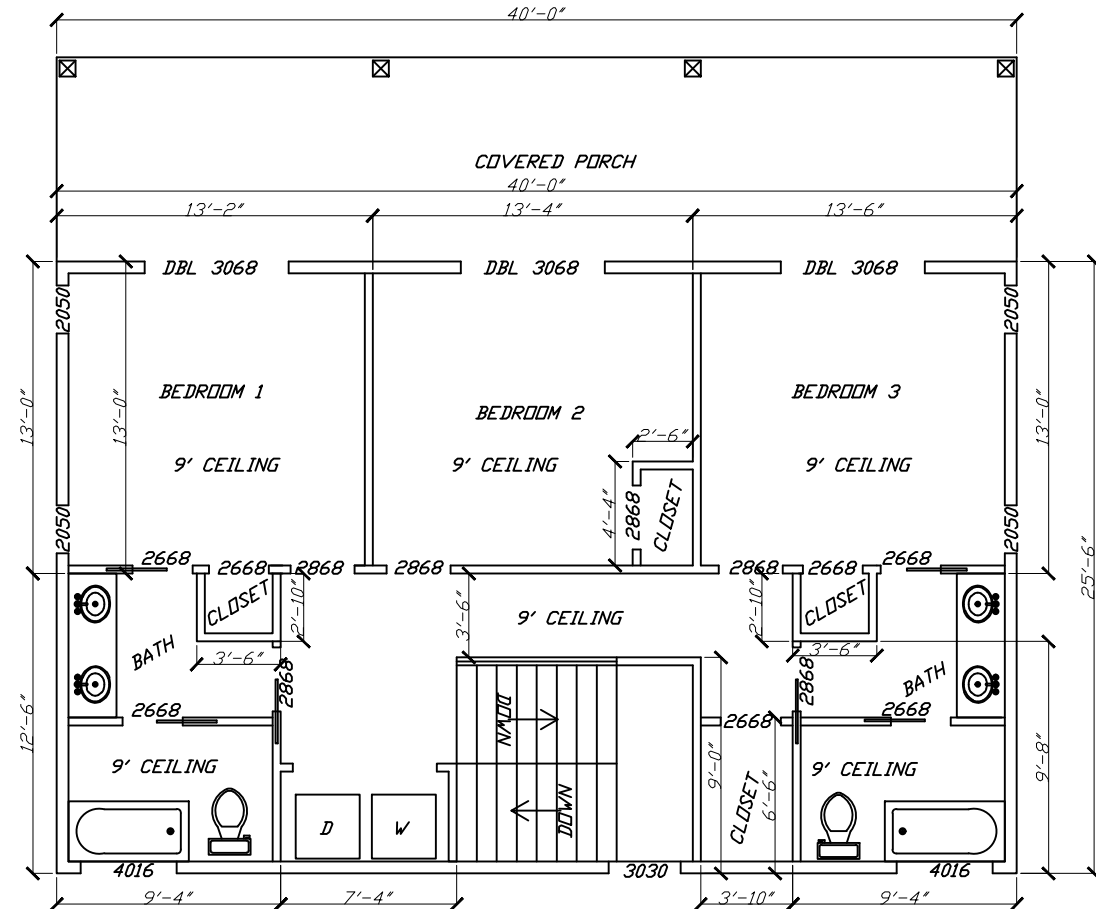 40'-0"
COVERED PORCH
40'-0"
13'-2" 13'-4" 13'-6"
DBL 3068 DBL 3068 DBL 3068
2050 2050
BEDROOM 1 BEDROOM 2 BEDROOM 3
13'-0" 13'-0" 13'-0"
25'-6"
2'-6"
9' CEILING 9' CEILING 9' CEILING
4'-4" 2868 CLOSET
2050 2050
2668 2668 2868 2868 2868 2668 2668
CLOSET 2'-10" 3'-6" 9' CEILING 2'-10" CLOSET
BATH 3'-6" 3'-6" BATH
2868 2868
12'-6" 2668 DOWN 2668 2668
9' CEILING 9'-0" 9' CEILING 9'-8"
CLOSET 6'-6"
D W DOWN
4016 3030 4016
9'-4" 7'-4" 3'-10" 9'-4"